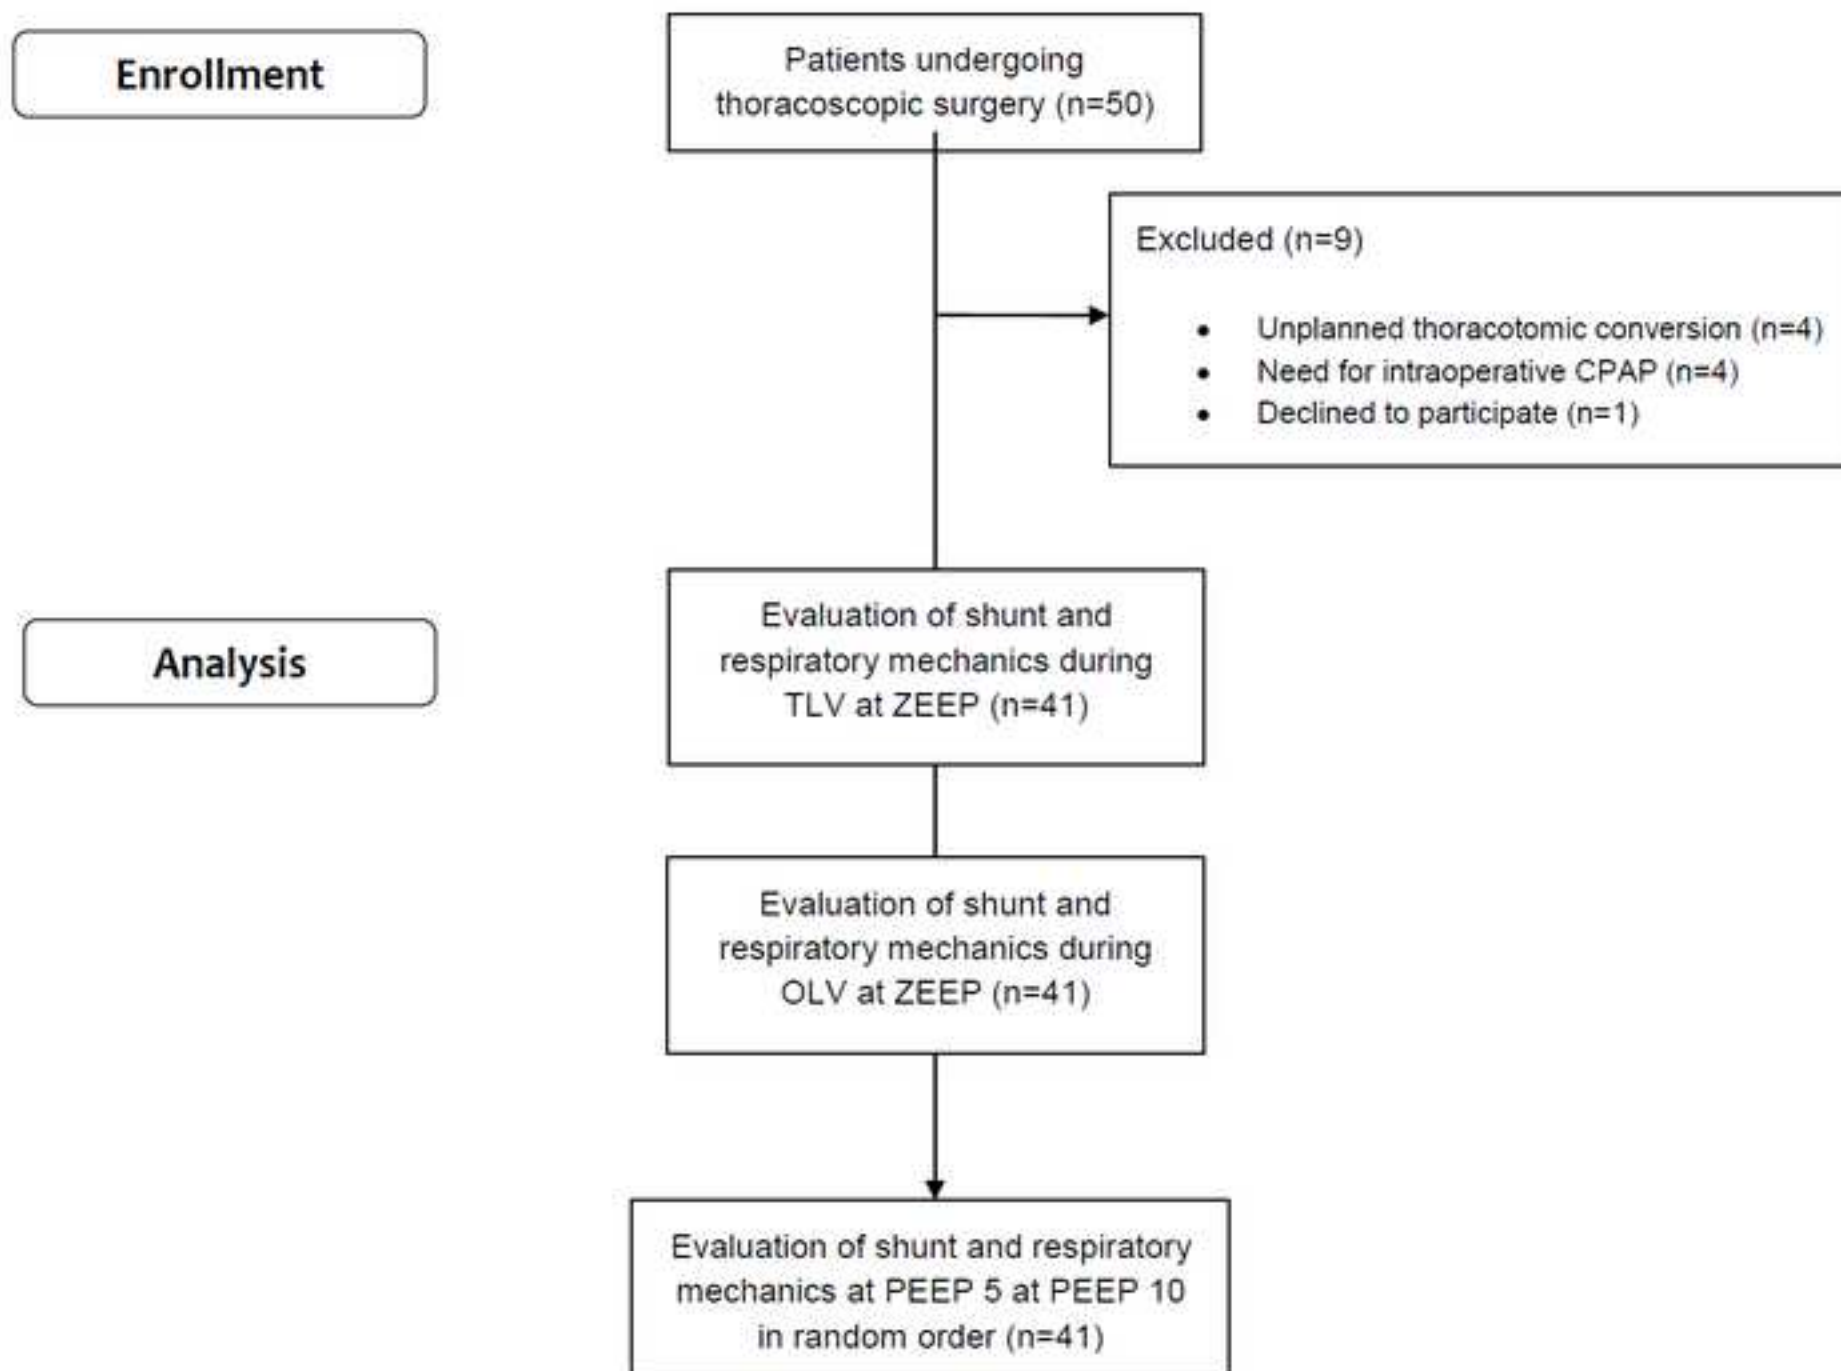 Enrollment
Patients undergoing
thoracoscopic surgery (n=50)
Excluded (n=9)
• Unplanned thoracotomic conversion (n=4)
• Need for intraoperative CPAP (n=4)
• Declined to participate (n=1)
Analysis
Evaluation of shunt and
respiratory mechanics during
TLV at ZEEP (n=41)
Evaluation of shunt and
respiratory mechanics during
OLV at ZEEP (n=41)
Evaluation of shunt and respiratory
mechanics at PEEP 5 at PEEP 10
in random order (n=41)